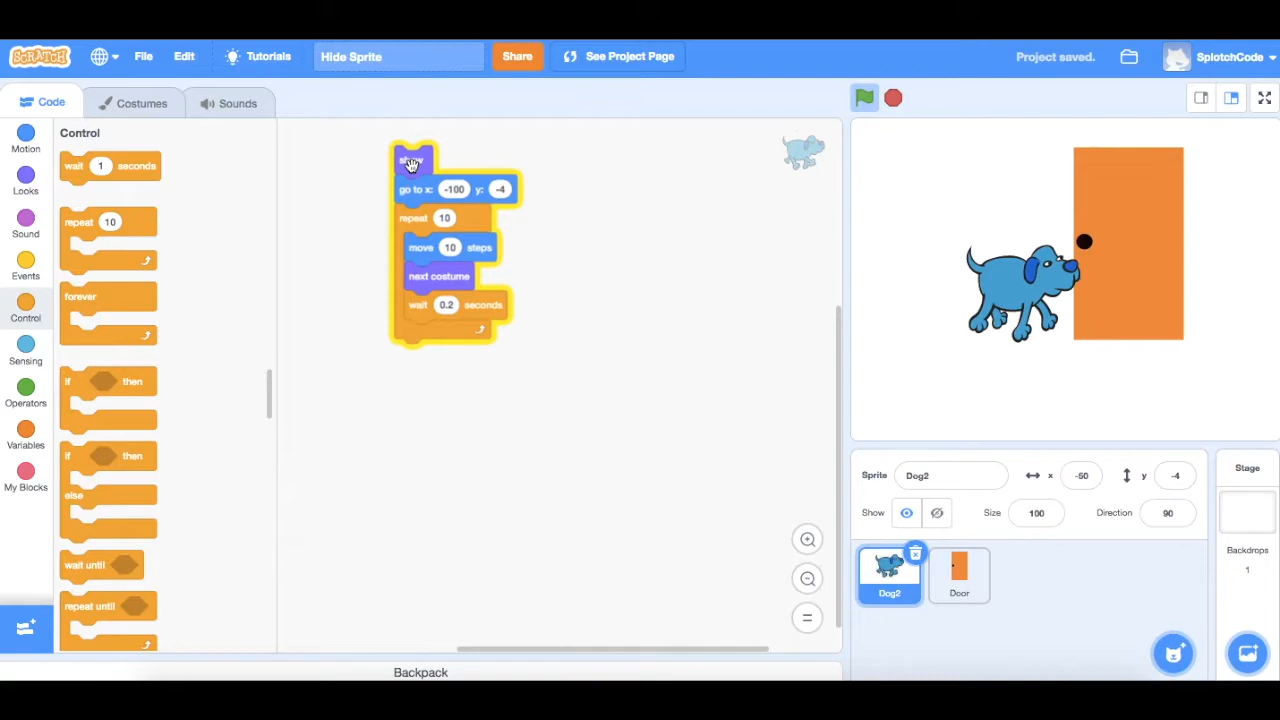 SCRATCH File Edit Tutorials Hide Sprite Share See Project Page Project saved. SplotchCode
Code Costumes Sounds
Motion
Looks
Sound
Events
Control
Sensing
Operators
Variables
My Blocks
Control
wait 1 seconds
repeat 10
forever
if then
if then
else
wait until
repeat until
go to x: -100 y: -4
repeat 10
move 10 steps
next costume
wait 0.2 seconds
=
Backpack
Sprite Dog2 x -50 y -4
Show Size 100 Direction 90
Dog2
Door
Stage
Backdrops
1